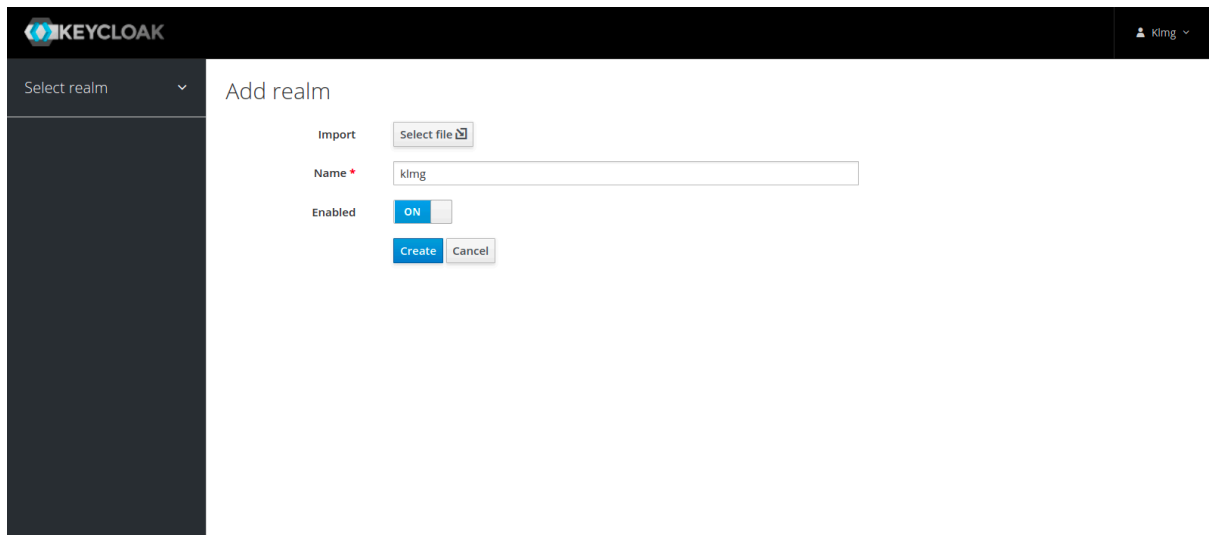 KEYCLOAK
Klmg
Select realm
Add realm
Import Select file
Name * klmg
Enabled ON
Create Cancel